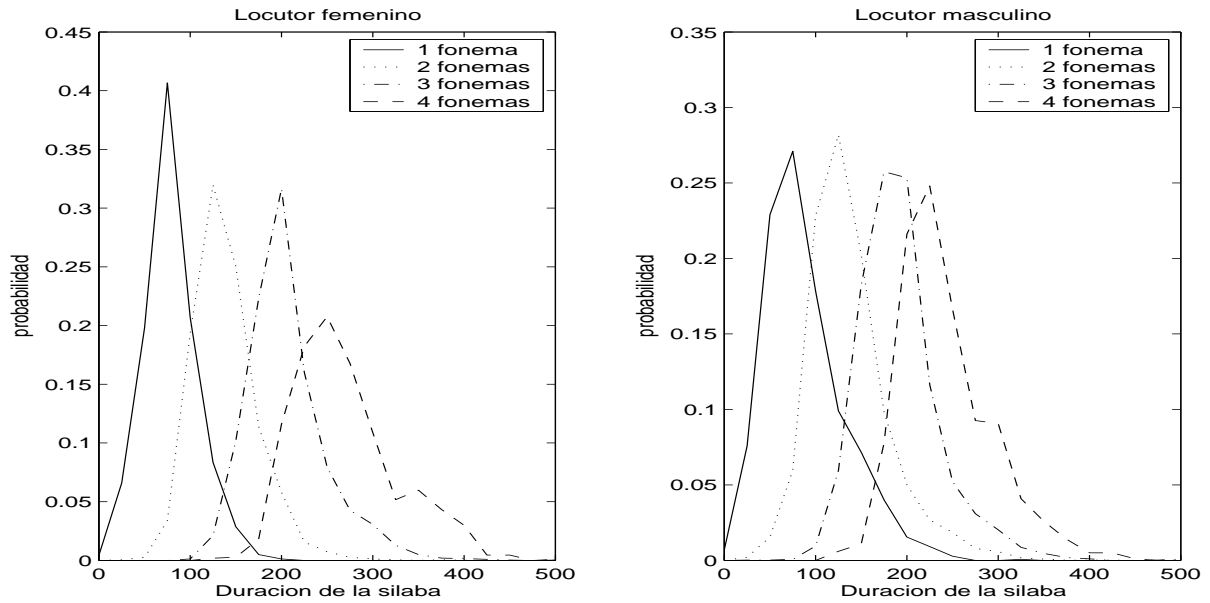 Locutor femenino
0.45
0.4
0.35
0.3
0.25
0.2
0.15
0.1
0.05
0
probabilidad
1 fonema
2 fonemas
3 fonemas
4 fonemas
0 100 200 300 400 500
Duracion de la silaba
Locutor masculino
0.35
0.3
0.25
0.2
0.15
0.1
0.05
0
probabilidad
1 fonema
2 fonemas
3 fonemas
4 fonemas
0 100 200 300 400 500
Duracion de la silaba